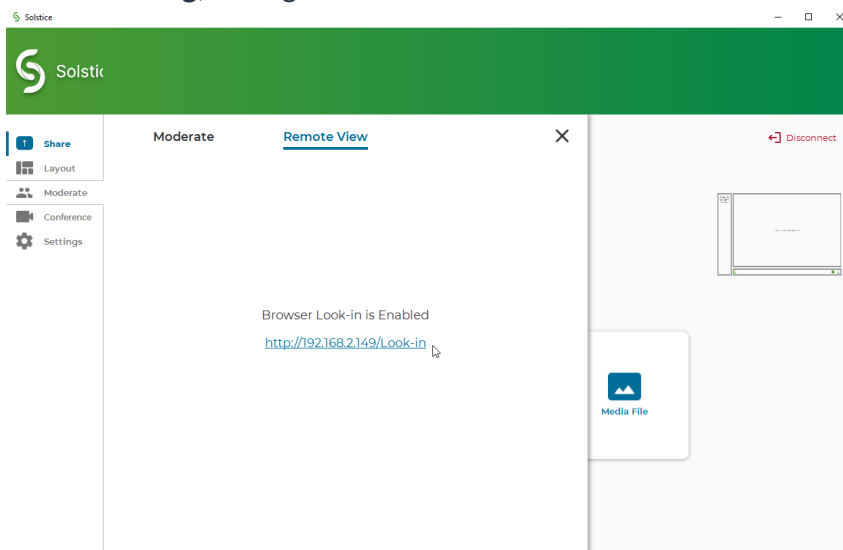 Solstice
Solstic
Moderate
Remote View
Disconnect
Share
Layout
Moderate
Conference
Settings
Browser Look-in is Enabled
http://192.168.2.149/Look-in
Media File